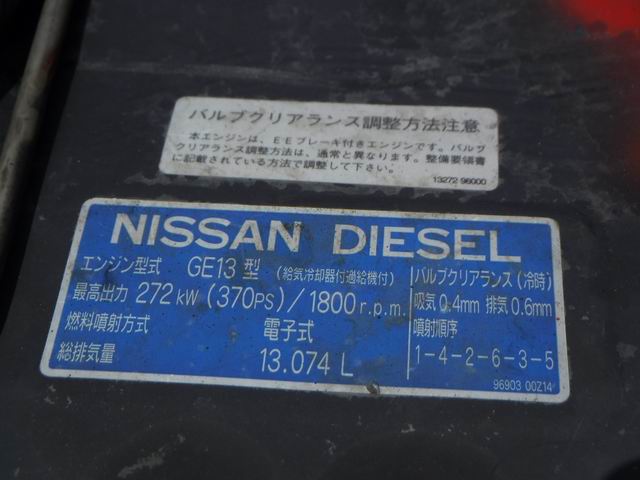 バルブクリアランス調整方法注意
本エンジンは、EEブレーキ付きエンジンです。バルブ
クリアランス調整方法は、通常と異なります。整備要領書
に記載されている方法で調整して下さい。
13272-96000
NISSAN DIESEL
エンジン型式 GE13型 (給気冷却器付過給機付)
最高出力 272kW (370PS) / 1800r.p.m.
燃料噴射方式 電子式
総排気量 13.074 L
バルブクリアランス(冷時)
吸気 0.4mm 排気 0.6mm
噴射順序
1-4-2-6-3-5
96903 00Z14